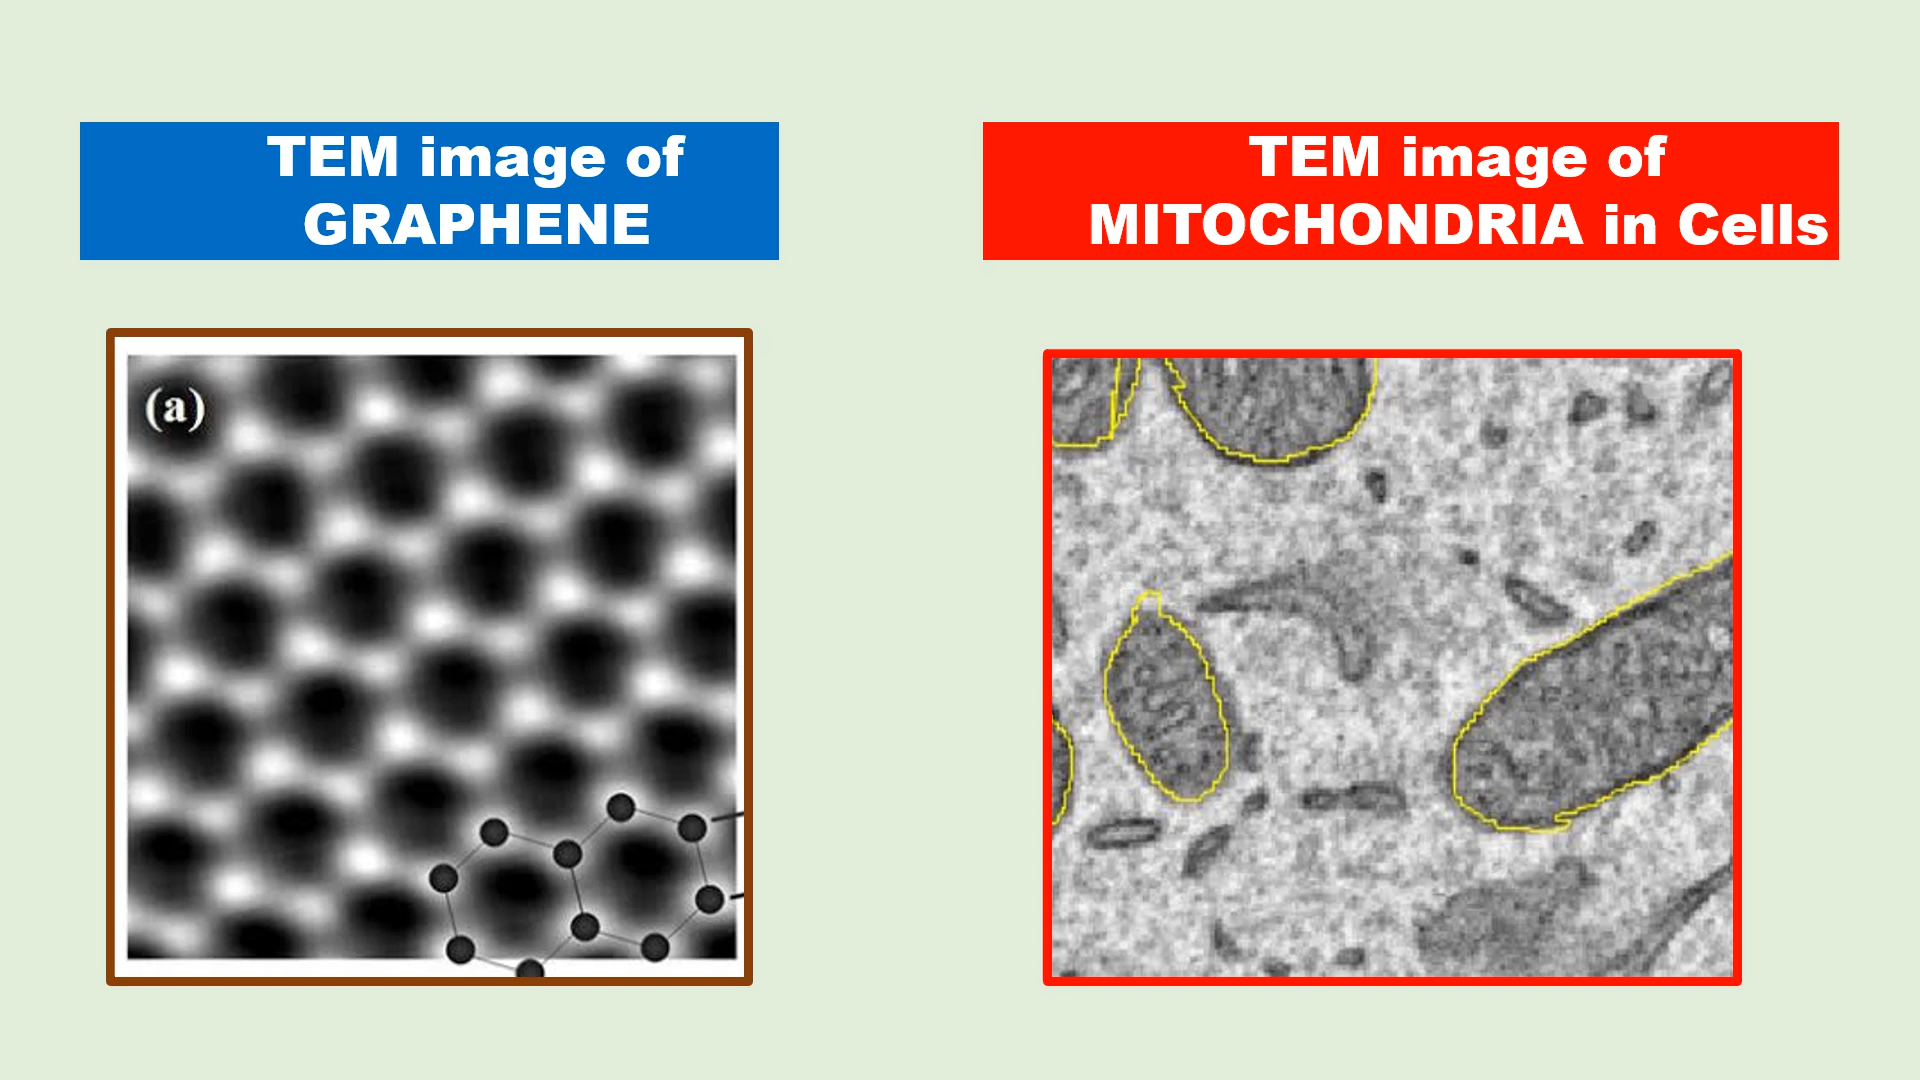 TEM image of
GRAPHENE
TEM image of
MITOCHONDRIA in Cells
(a)